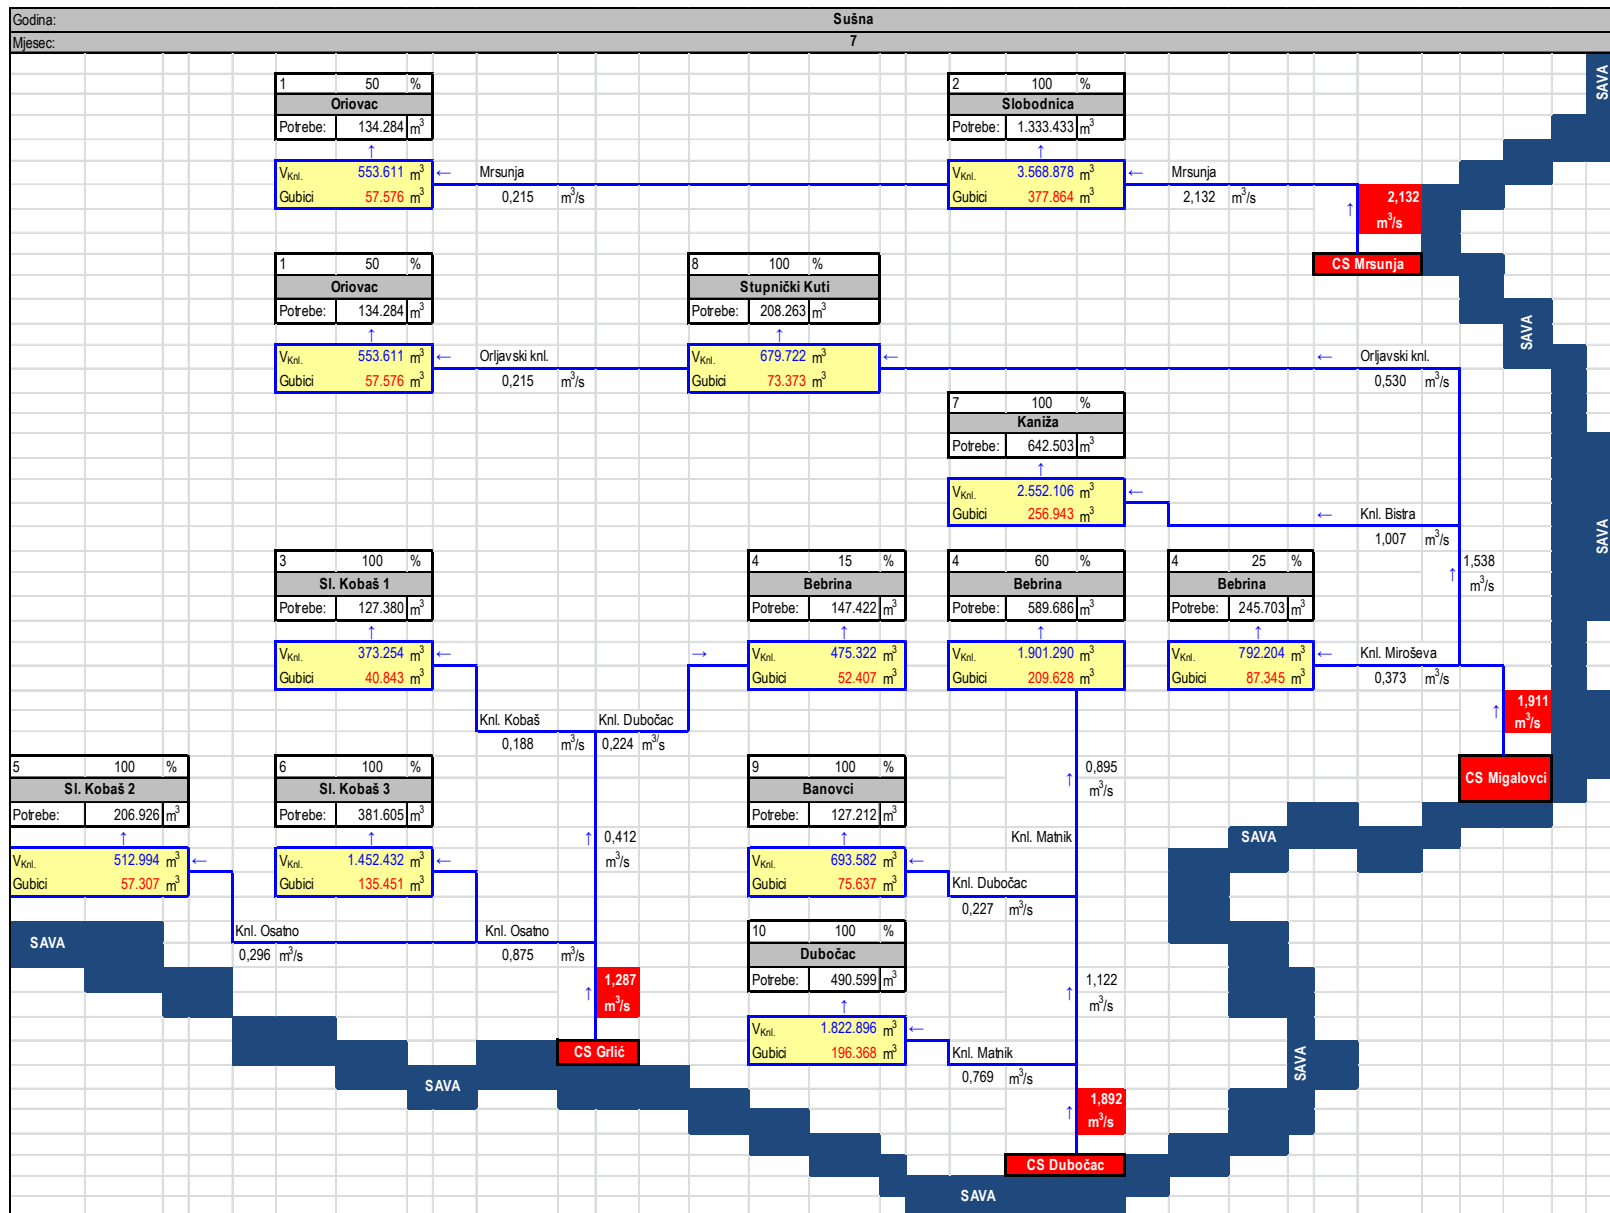 Godina: Sušna
Mjesec: 7
SAVA
1 50 % 2 100 %
Oriovac Slobodnica
Potrebe: 134.284 m³ Potrebe: 1.333.433 m³
↑ ↑
VKnl. 553.611 m³ ← Mrsunja VKnl. 3.568.878 m³ ← Mrsunja
Gubici 57.576 m³ 0,215 m³/s Gubici 377.864 m³ 2,132 m³/s
↑ 2,132
m³/s
CS Mrsunja
1 50 % 8 100 %
Oriovac Stupnički Kuti
Potrebe: 134.284 m³ Potrebe: 208.263 m³
SAVA
↑ ↑
VKnl. 553.611 m³ ← Orljavski knl. VKnl. 679.722 m³ ← ← Orljavski knl.
Gubici 57.576 m³ 0,215 m³/s Gubici 73.373 m³ 0,530 m³/s
7 100 %
Kaniža
Potrebe: 642.503 m³
↑
VKnl. 2.552.106 m³ ←
Gubici 256.943 m³ ← Knl. Bistra
1,007 m³/s
SAVA
3 100 % 4 15 % 4 60 % 4 25 % 1,538
Sl. Kobaš 1 Bebrina Bebrina Bebrina ↑ m³/s
Potrebe: 127.380 m³ Potrebe: 147.422 m³ Potrebe: 589.686 m³ Potrebe: 245.703 m³
↑ ↑ ↑ ↑
VKnl. 373.254 m³ ← → VKnl. 475.322 m³ VKnl. 1.901.290 m³ VKnl. 792.204 m³ ← Knl. Miroševa
Gubici 40.843 m³ Gubici 52.407 m³ Gubici 209.628 m³ Gubici 87.345 m³ 0,373 m³/s
↑ 1,911
m³/s
Knl. Kobaš Knl. Dubočac
0,188 m³/s 0,224 m³/s
CS Migalovci
5 100 % 6 100 % 9 100 % ↑ 0,895
Sl. Kobaš 2 Sl. Kobaš 3 Banovci m³/s
Potrebe: 206.926 m³ Potrebe: 381.605 m³ Potrebe: 127.212 m³
↑ ↑ ↑ 0,412 ↑ Knl. Matnik SAVA
VKnl. 512.994 m³ ← VKnl. 1.452.432 m³ ← m³/s VKnl. 693.582 m³ ←
Gubici 57.307 m³ Gubici 135.451 m³ Gubici 75.637 m³ Knl. Dubočac
0,227 m³/s
SAVA Knl. Osatno Knl. Osatno 10 100 %
0,296 m³/s 0,875 m³/s Dubočac
↑ 1,287 Potrebe: 490.599 m³ ↑ 1,122
m³/s ↑ m³/s
VKnl. 1.822.896 m³ ←
CS Grlić Gubici 196.368 m³ Knl. Matnik SAVA
SAVA 0,769 m³/s
↑ 1,892
m³/s
CS Dubočac
SAVA